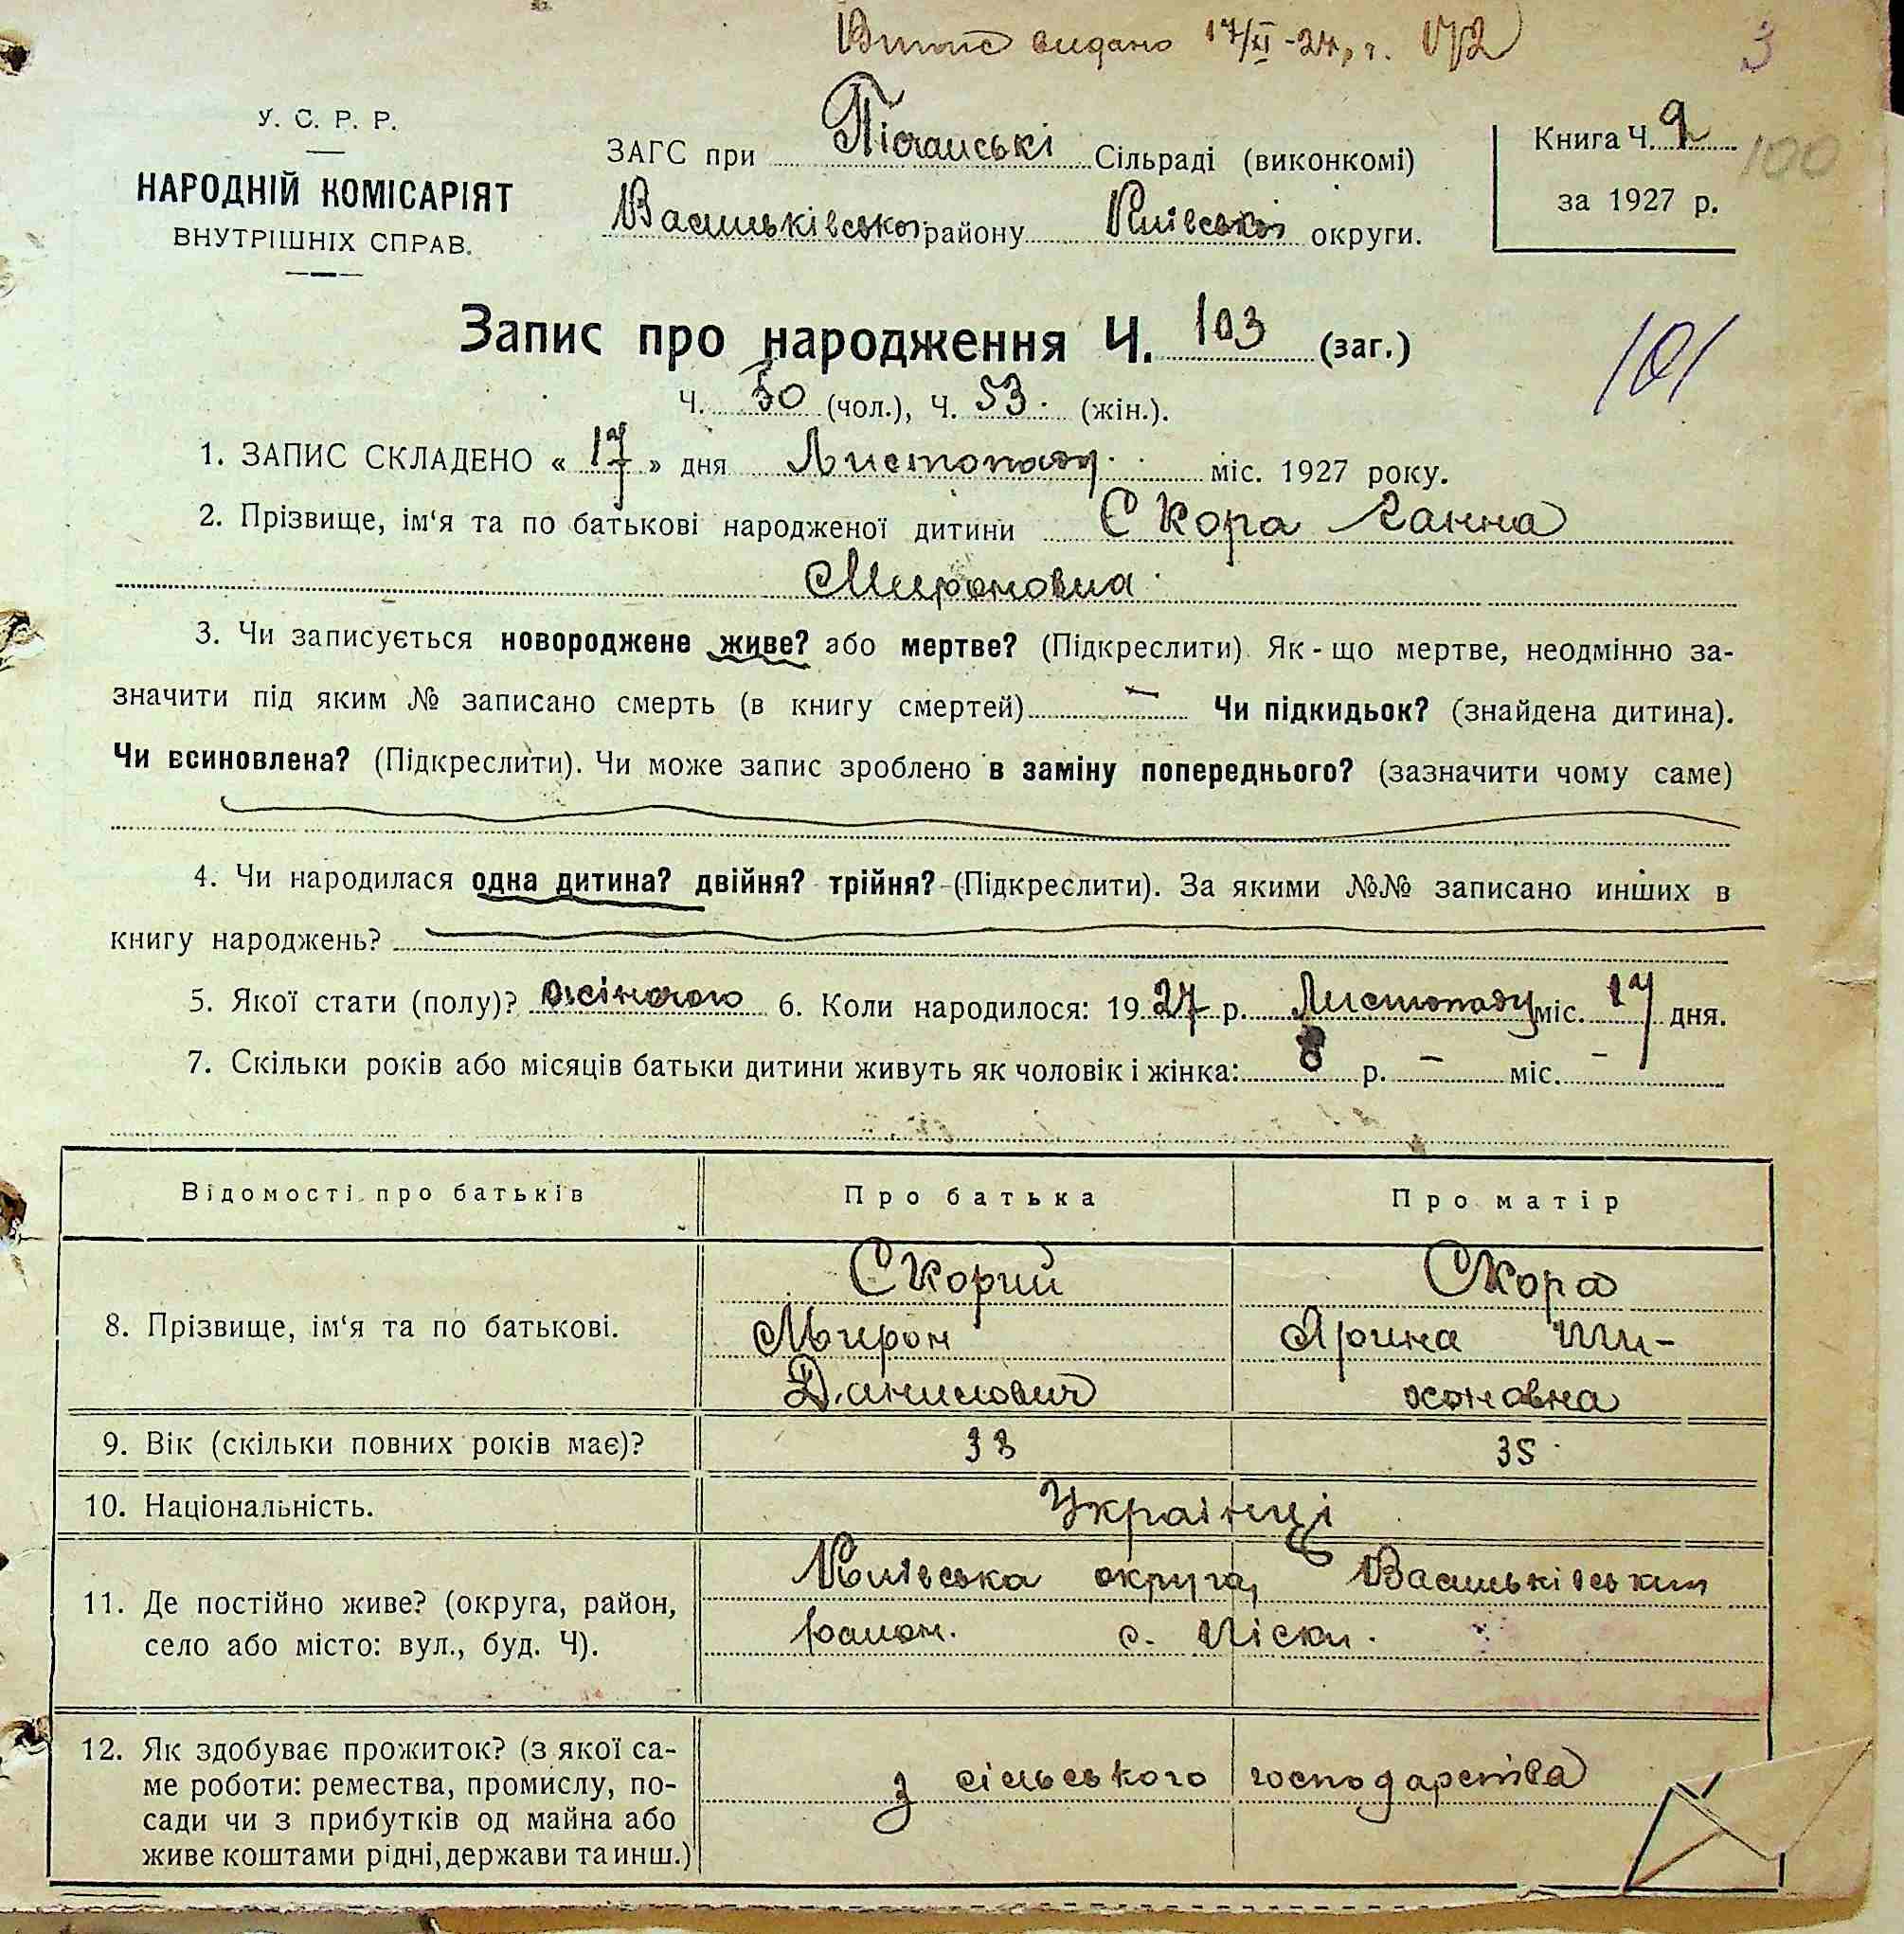 Витяг видано 17/XI-27 р. 172
3
У. С. Р. Р.
НАРОДНІЙ КОМІСАРІЯТ
ВНУТРІШНІХ СПРАВ.
ЗАГС при Піщанські Сільраді (виконкомі)
Васильківського району Київської округи.
Книга Ч. 2
100
за 1927 р.
Запис про народження Ч. 103 (заг.)
101
Ч. 50 (чол.), Ч. 53. (жін.).
1. ЗАПИС СКЛАДЕНО « 17 » дня Листопаду міс. 1927 року.
2. Прізвище, ім‘я та по батькові народженої дитини Скора Ганна
Мироновна
3. Чи записується новороджене живе? або мертве? (Підкреслити) Як-що мертве, неодмінно за-
значити під яким № записано смерть (в книгу смертей) — Чи підкидьок? (знайдена дитина).
Чи всиновлена? (Підкреслити). Чи може запис зроблено в заміну попереднього? (зазначити чому саме)
4. Чи народилася одна дитина? двійня? трійня? (Підкреслити). За якими №№ записано инших в
книгу народжень?
5. Якої стати (полу)? жіночого 6. Коли народилося: 1927 р. Листопаду міс. 17 дня.
7. Скільки років або місяців батьки дитини живуть як чоловік і жінка: 8 р. — міс. —
Відомості про батьків Про батька Про матір
8. Прізвище, ім‘я та по батькові. Скорий Скора
Мирон Ярина Ти-
Данилович хоновна
9. Вік (скільки повних років має)? 38 35
10. Національність. Українці
11. Де постійно живе? (округа, район, Київська округа, Васильківський
село або місто: вул., буд. Ч). район. с. Піски.
12. Як здобуває прожиток? (з якої са-
ме роботи: ремества, промислу, по- з сільського господарства
сади чи з прибутків од майна або
живе коштами рідні, держави та инш.)